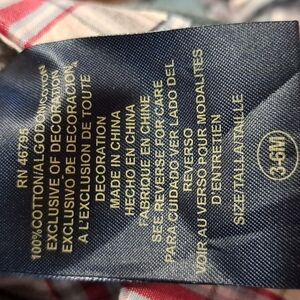 RN 46795
100%COTTON/ALGODON/COTON
EXCLUSIVE OF DECORATION
EXCLUSIVO DE DECORACION
A L'EXCLUSION DE TOUTE
DECORATION
MADE IN CHINA
HECHO EN CHINA
FABRIQUE EN CHINE
SEE REVERSE FOR CARE
PARA CUIDADO VER LADO DEL
REVERSO
VOIR AU VERSO POUR MODALITES
D'ENTRETIEN
SIZE/TALLA/TAILLE
3-6M